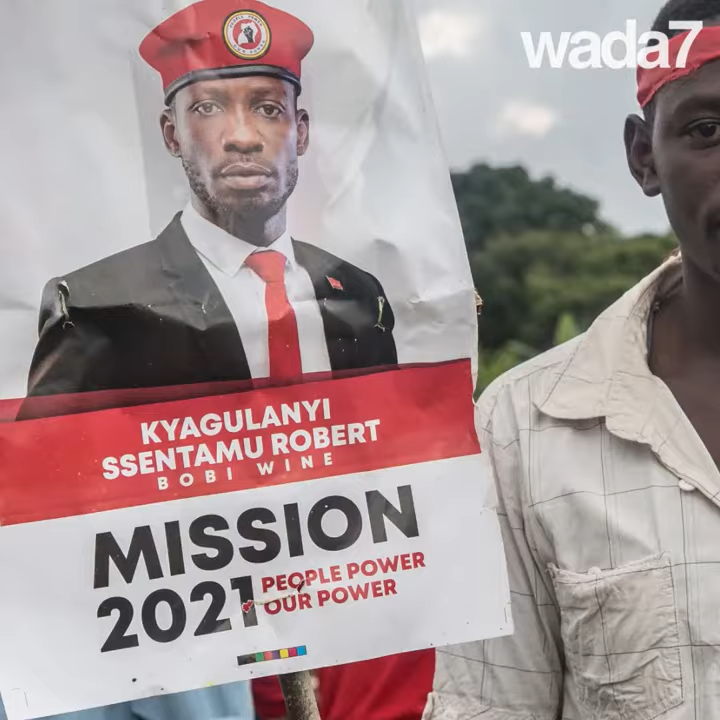 wada7
KYAGULANYI
SSENTAMU ROBERT
BOBI WINE
MISSION
2021 PEOPLE POWER
OUR POWER